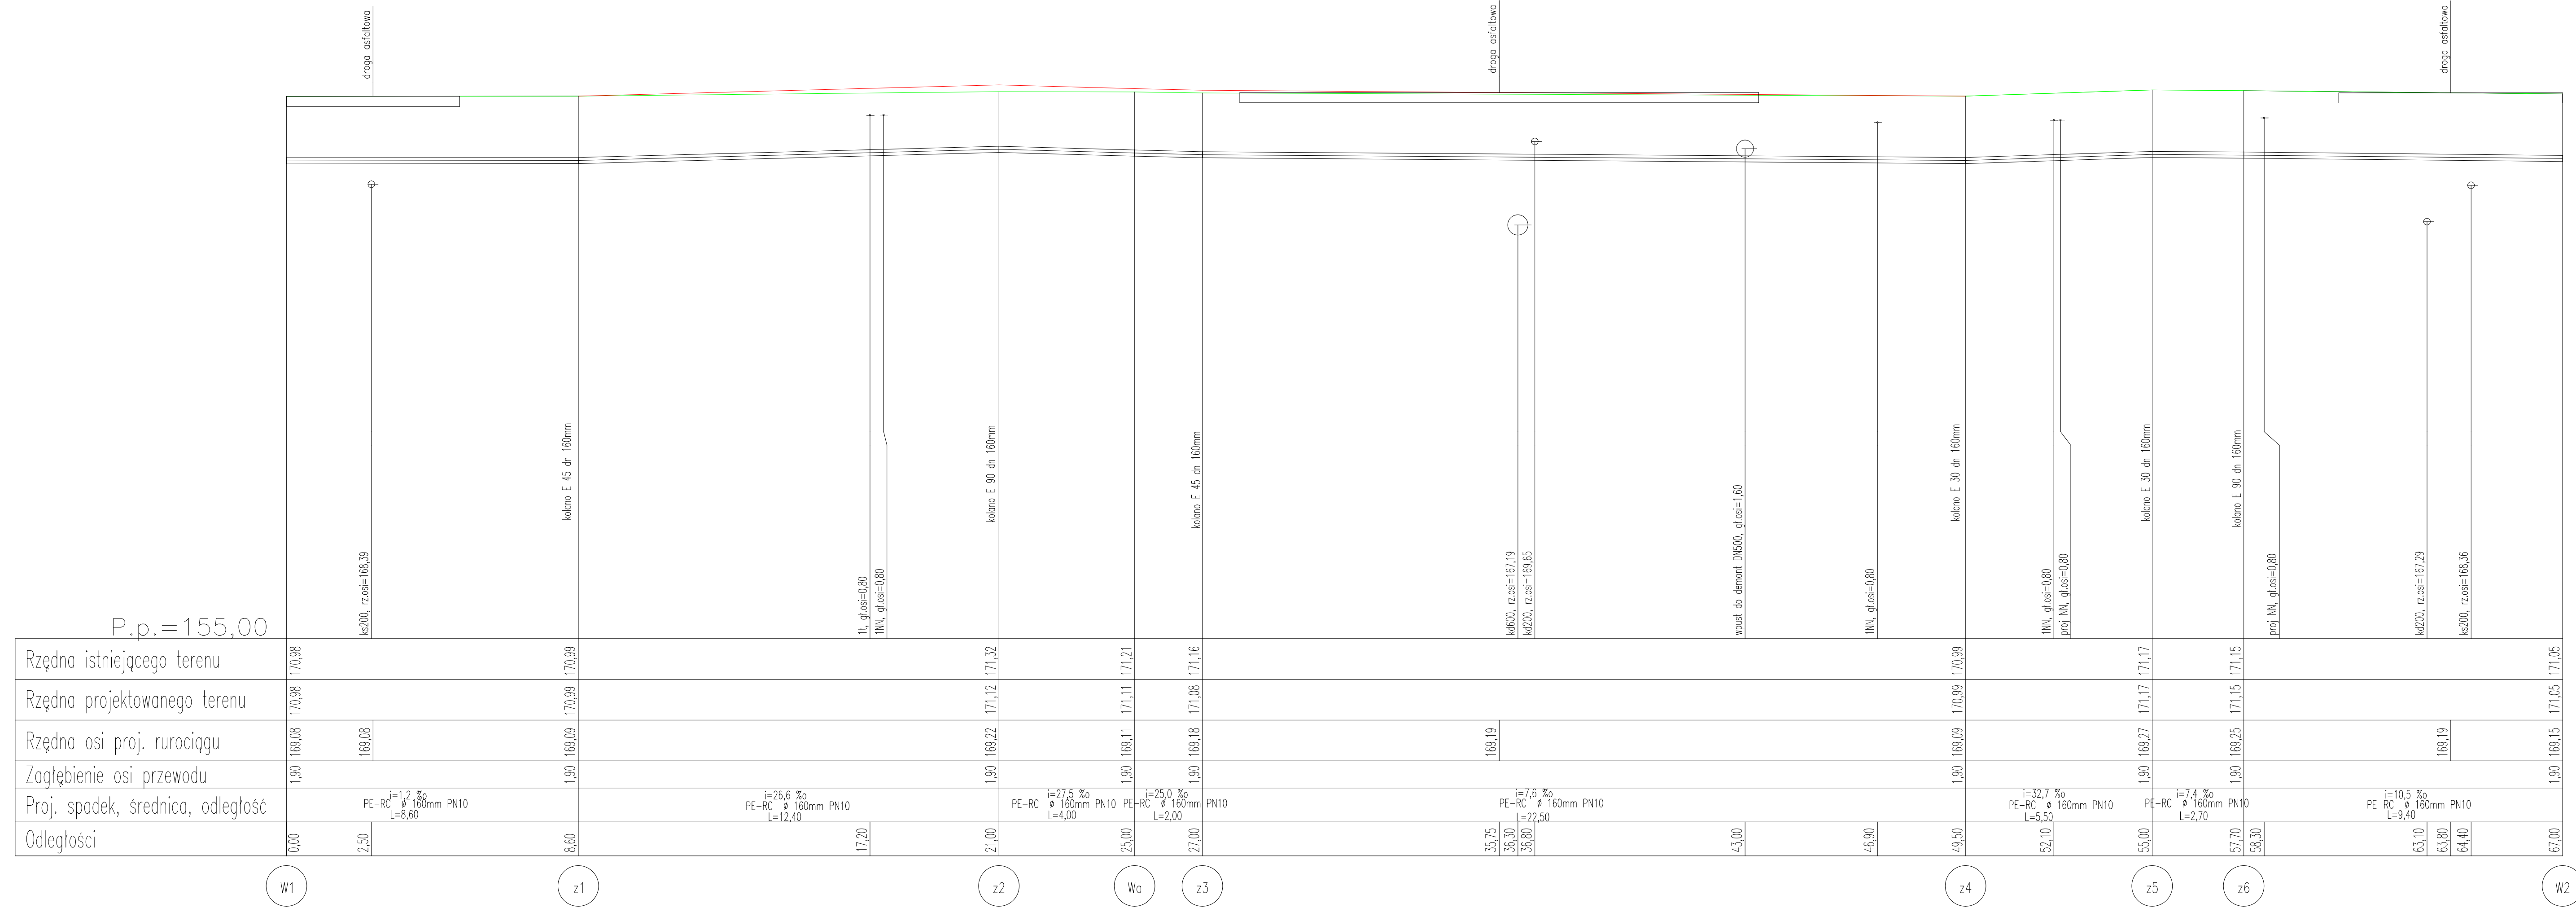 droga asfaltowa
droga asfaltowa
droga asfaltowa
ks200, rz.osi=168,39
kolano E 45 dn 160mm
1t, gł.osi=0,80
1NN, gł.osi=0,80
kolano E 90 dn 160mm
kolano E 45 dn 160mm
kd600, rz.osi=167,19
kd200, rz.osi=169,65
wpust do demont DN500, gł.osi=1,60
1NN, gł.osi=0,80
kolano E 30 dn 160mm
1NN, gł.osi=0,80
proj NN, gł.osi=0,80
kolano E 30 dn 160mm
kolano E 90 dn 160mm
proj NN, gł.osi=0,80
kd200, rz.osi=167,29
ks200, rz.osi=168,36
P.p.=155,00
Rzędna istniejącego terenu 170,98 170,99 171,32 171,21 171,16 170,99 171,17 171,15 171,05
Rzędna projektowanego terenu 170,98 170,99 171,12 171,11 171,08 170,99 171,17 171,15 171,05
Rzędna osi proj. rurociągu 169,08 169,08 169,09 169,22 169,11 169,18 169,19 169,09 169,27 169,25 169,19 169,15
Zagłębienie osi przewodu 1,90 1,90 1,90 1,90 1,90 1,90 1,90 1,90 1,90
Proj. spadek, średnica, odległość
i=1,2 ‰
PE-RC ø 160mm PN10
L=8,60
i=26,6 ‰
PE-RC ø 160mm PN10
L=12,40
i=27,5 ‰
PE-RC ø 160mm PN10
L=4,00
i=25,0 ‰
PE-RC ø 160mm PN10
L=2,00
i=7,6 ‰
PE-RC ø 160mm PN10
L=22,50
i=32,7 ‰
PE-RC ø 160mm PN10
L=5,50
i=7,4 ‰
PE-RC ø 160mm PN10
L=2,70
i=10,5 ‰
PE-RC ø 160mm PN10
L=9,40
Odległości 0,00 2,50 8,60 17,20 21,00 25,00 27,00 35,75 36,30 36,80 43,00 46,90 49,50 52,10 55,00 57,70 58,30 63,10 63,80 64,40 67,00
W1 z1 z2 Wa z3 z4 z5 z6 W2